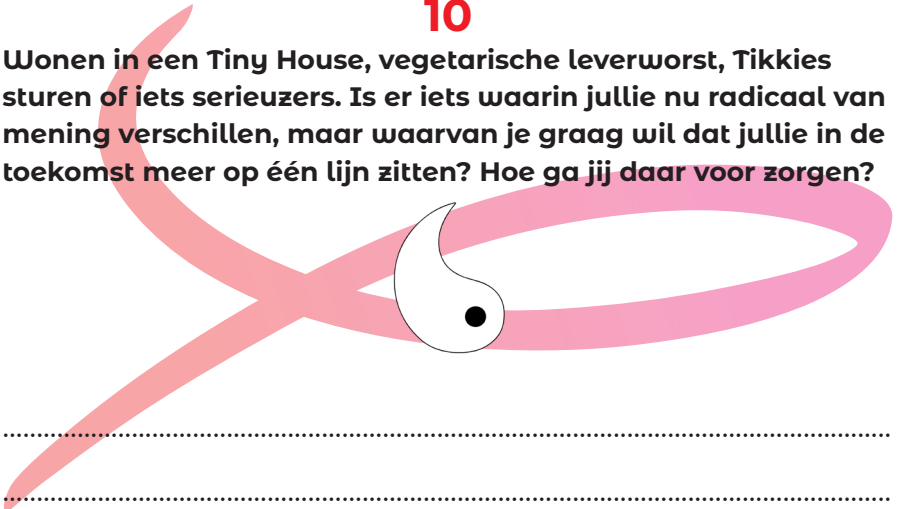 10
Wonen in een Tiny House, vegetarische leverworst, Tikkies
sturen of iets serieuzers. Is er iets waarin jullie nu radicaal van
mening verschillen, maar waarvan je graag wil dat jullie in de
toekomst meer op één lijn zitten? Hoe ga jij daar voor zorgen?